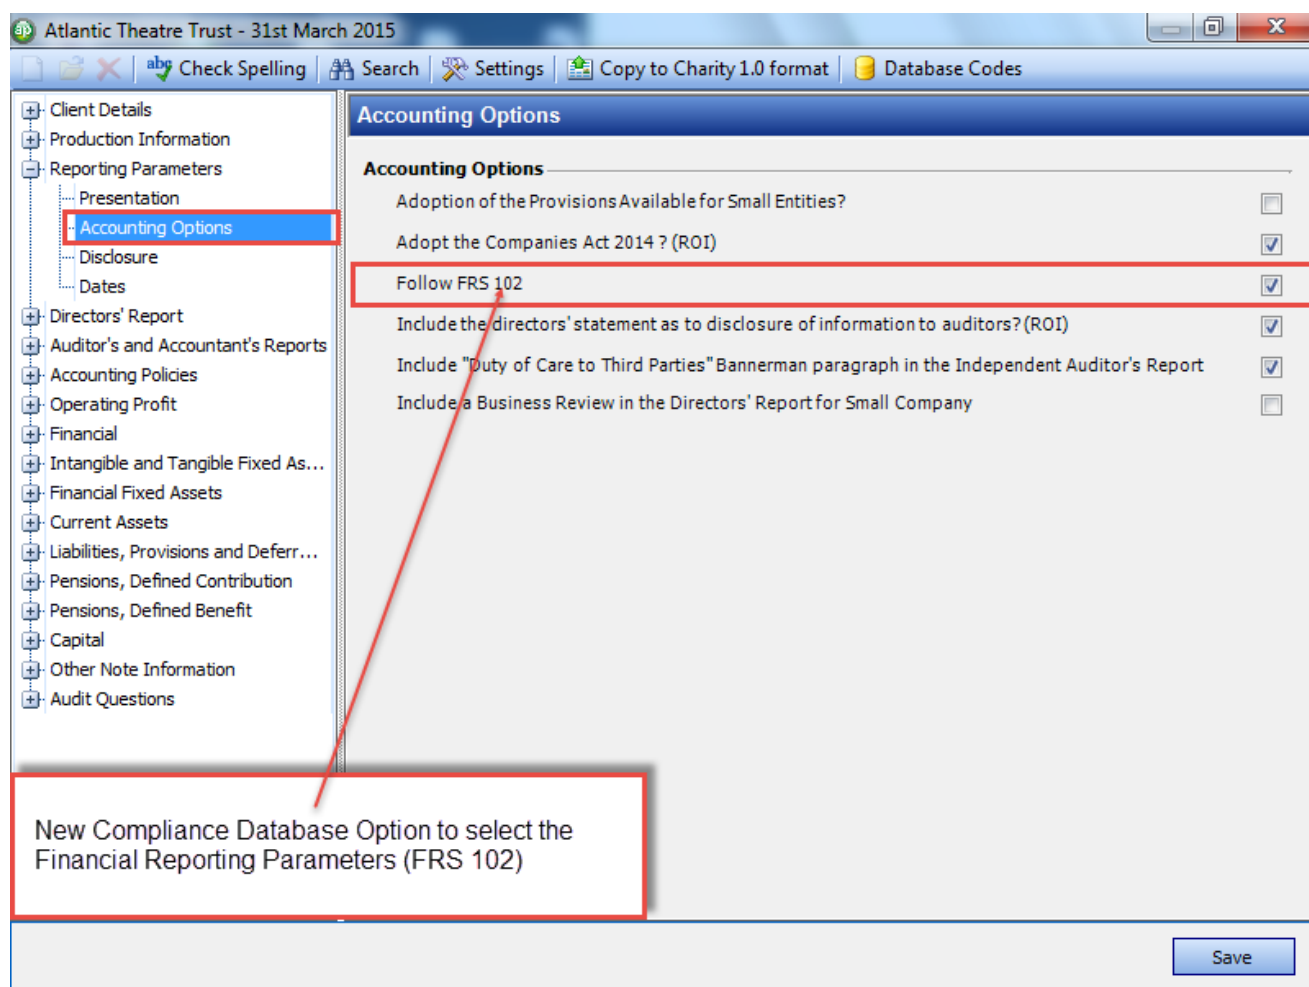 Atlantic Theatre Trust - 31st March 2015
Check Spelling Search Settings Copy to Charity 1.0 format Database Codes
Client Details
Production Information
Reporting Parameters
Presentation
Accounting Options
Disclosure
Dates
Directors' Report
Auditor's and Accountant's Reports
Accounting Policies
Operating Profit
Financial
Intangible and Tangible Fixed As...
Financial Fixed Assets
Current Assets
Liabilities, Provisions and Deferr...
Pensions, Defined Contribution
Pensions, Defined Benefit
Capital
Other Note Information
Audit Questions
Accounting Options
Accounting Options
Adoption of the Provisions Available for Small Entities?
Adopt the Companies Act 2014 ? (ROI)
Follow FRS 102
Include the directors' statement as to disclosure of information to auditors? (ROI)
Include "Duty of Care to Third Parties" Bannerman paragraph in the Independent Auditor's Report
Include a Business Review in the Directors' Report for Small Company
New Compliance Database Option to select the
Financial Reporting Parameters (FRS 102)
Save